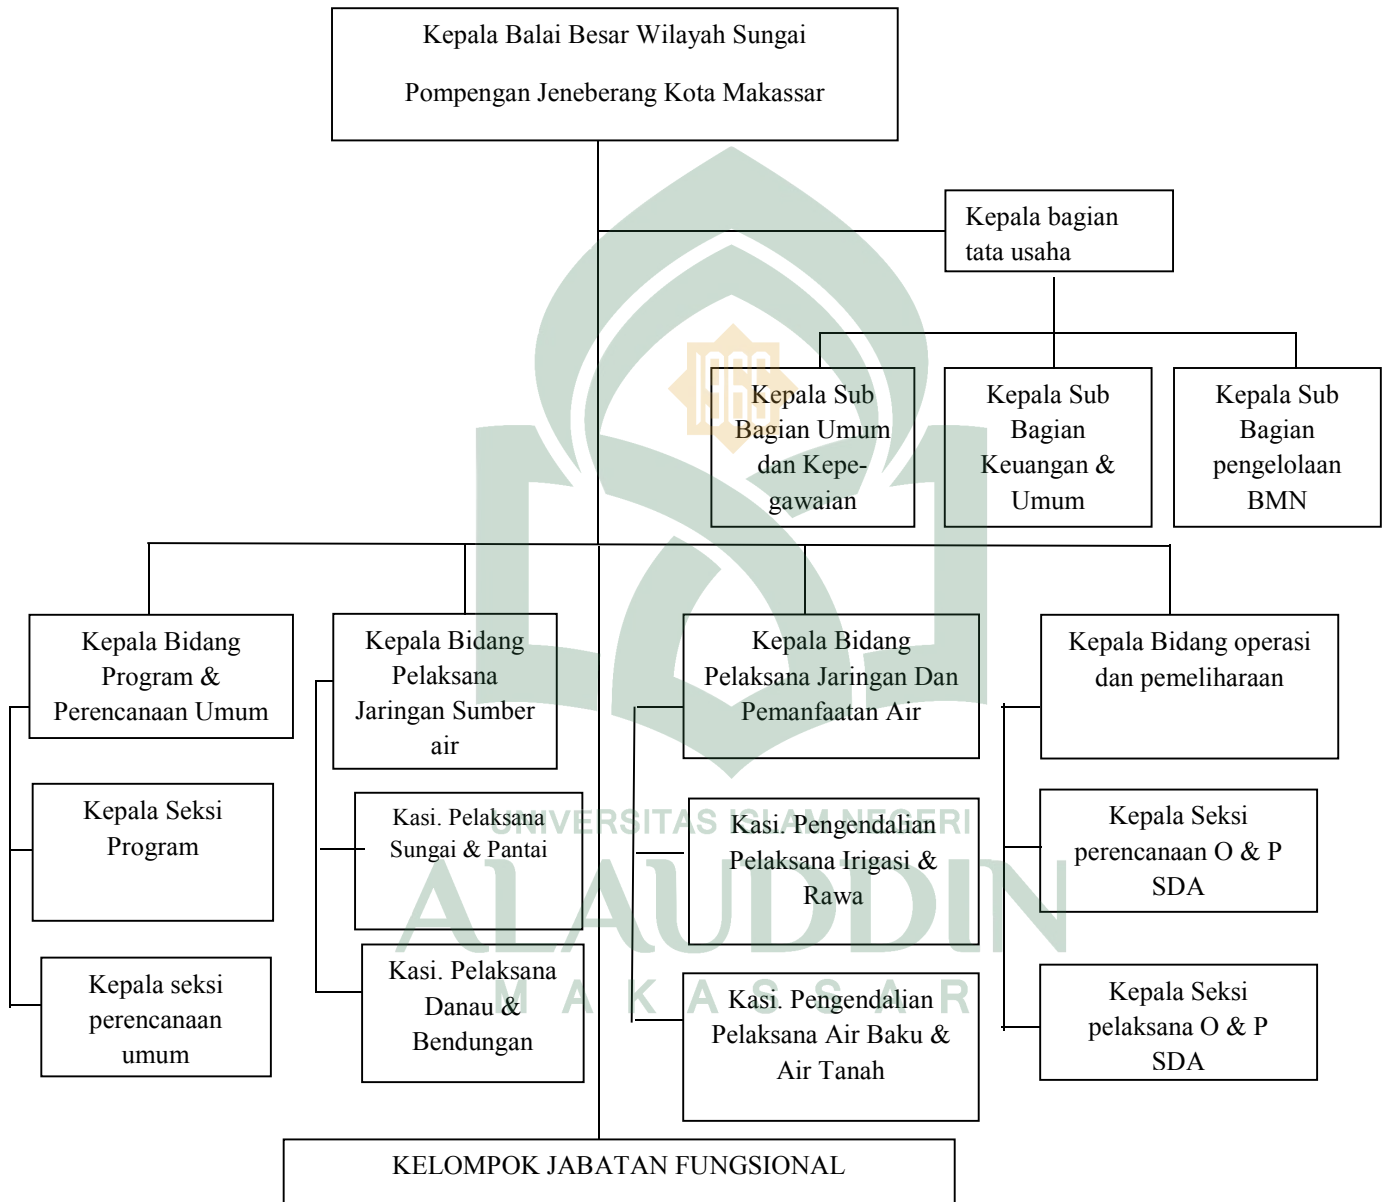 Kepala Balai Besar Wilayah Sungai
Pompengan Jeneberang Kota Makassar
Kepala bagian
tata usaha
Kepala Sub
Bagian Umum
dan Kepe-
gawaian
Kepala Sub
Bagian
Keuangan &
Umum
Kepala Sub
Bagian
pengelolaan
BMN
1965
Kepala Bidang
Program &
Perencanaan Umum
Kepala Bidang
Pelaksana
Jaringan Sumber
air
Kepala Bidang
Pelaksana Jaringan Dan
Pemanfaatan Air
Kepala Bidang operasi
dan pemeliharaan
Kepala Seksi
Program
Kasi. Pelaksana
Sungai & Pantai
Kasi. Pengendalian
Pelaksana Irigasi &
Rawa
Kepala Seksi
perencanaan O & P
SDA
Kepala seksi
perencanaan
umum
Kasi. Pelaksana
Danau &
Bendungan
Kasi. Pengendalian
Pelaksana Air Baku &
Air Tanah
Kepala Seksi
pelaksana O & P
SDA
UNIVERSITAS ISLAM NEGERI
ALAUDDIN
MAKASSAR
KELOMPOK JABATAN FUNGSIONAL